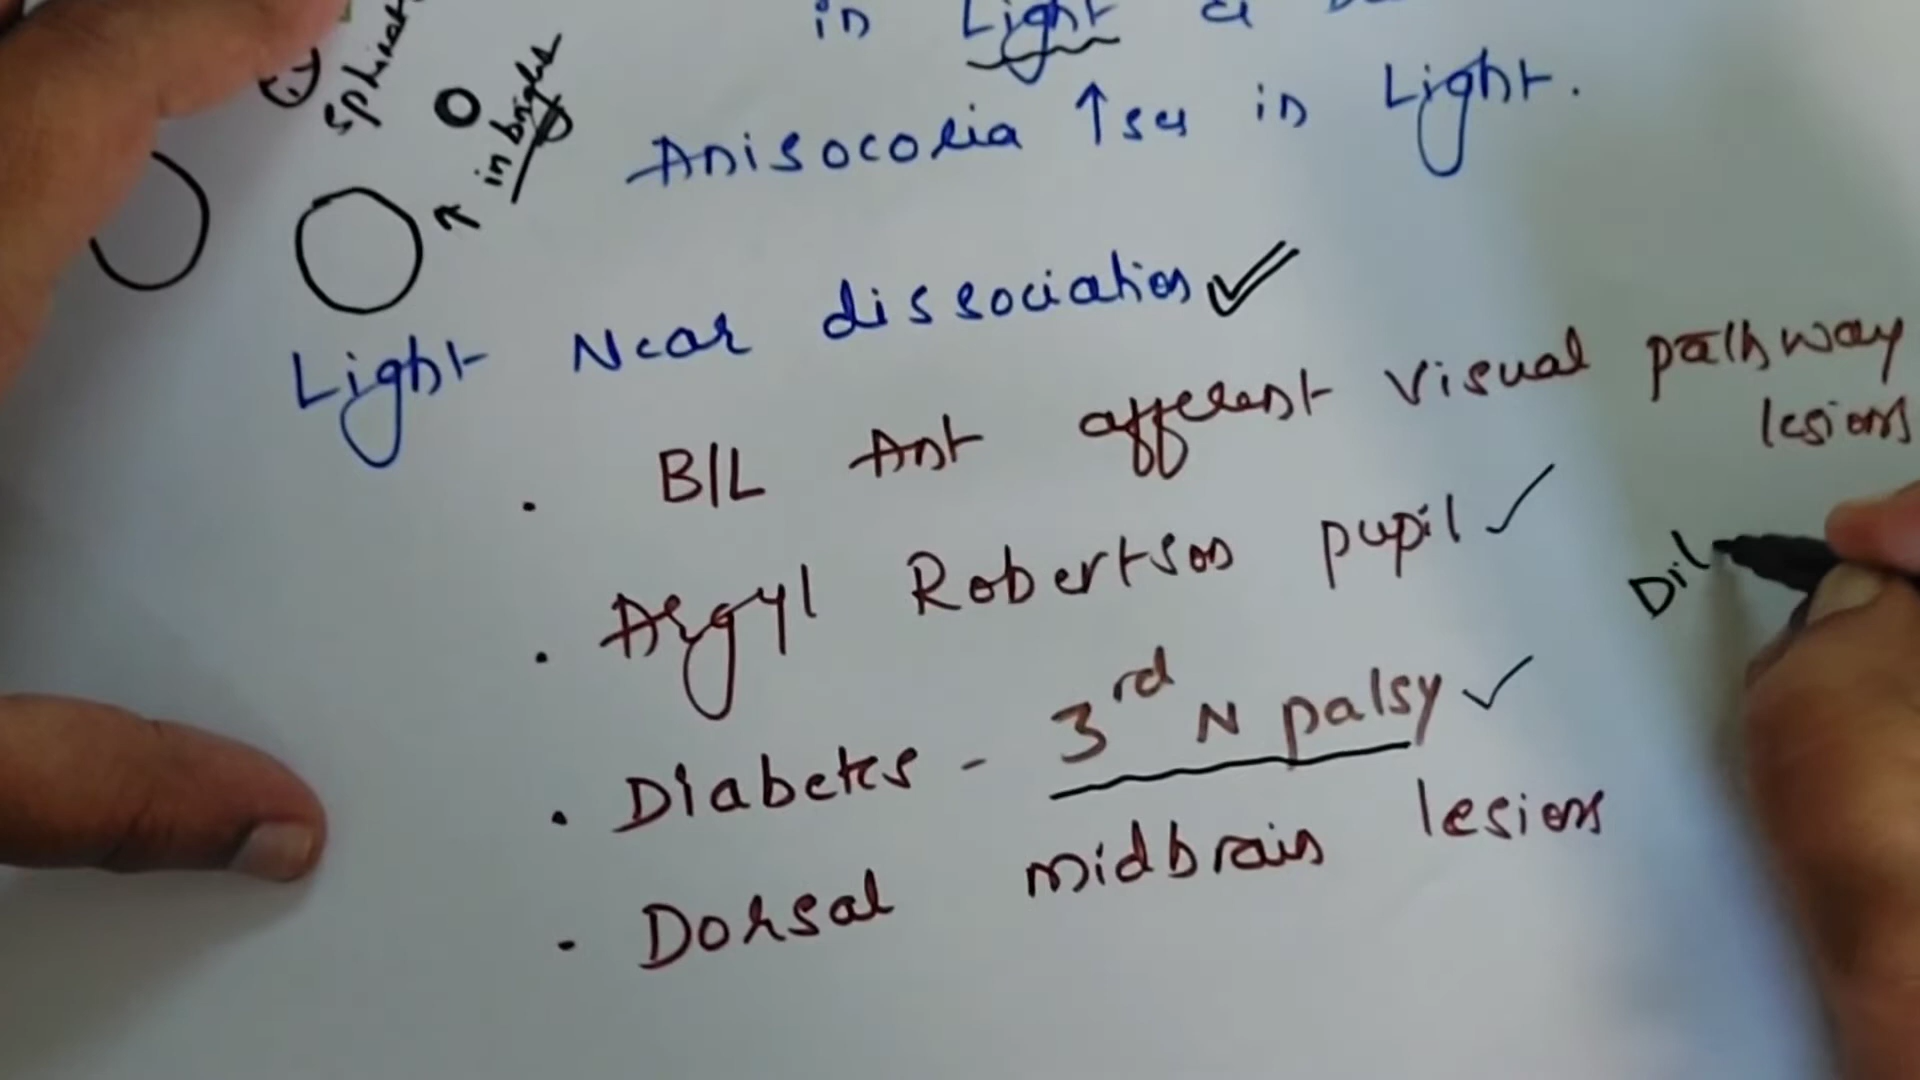 in Light &
Anisocoria ↑ses in Light.
in bright
Light Near dissociation ✓
. B/L Ant afferent visual pathway
lesions
. Argyl Robertson pupil ✓
Dil
. Diabetes - 3rd N palsy ✓
. Dorsal midbrain lesions